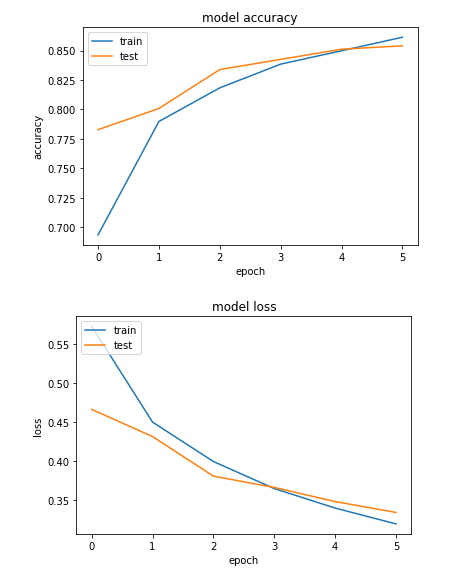 model accuracy
train
test
0.850
0.825
0.800
0.775
0.750
0.725
0.700
accuracy
0 1 2 3 4 5
epoch
model loss
train
test
0.55
0.50
0.45
0.40
0.35
loss
0 1 2 3 4 5
epoch